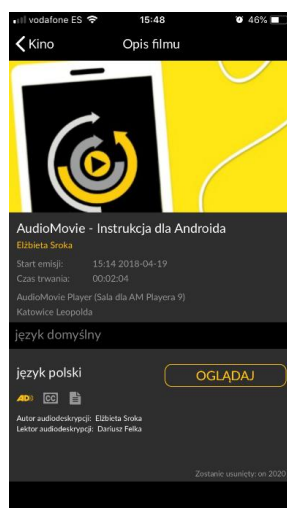 vodafone ES 15:48 46%
Kino Opis filmu
AudioMovie - Instrukcja dla Androida
Elżbieta Sroka
Start emisji: 15:14 2018-04-19
Czas trwania: 00:02:04
AudioMovie Player (Sala dla AM Playera 9)
Katowice Leopolda
język domyślny
język polski OGLĄDAJ
AD CC
Autor audiodeskrypcji: Elżbieta Sroka
Lektor audiodeskrypcji: Dariusz Felka
Zostanie usunięty: on 2020